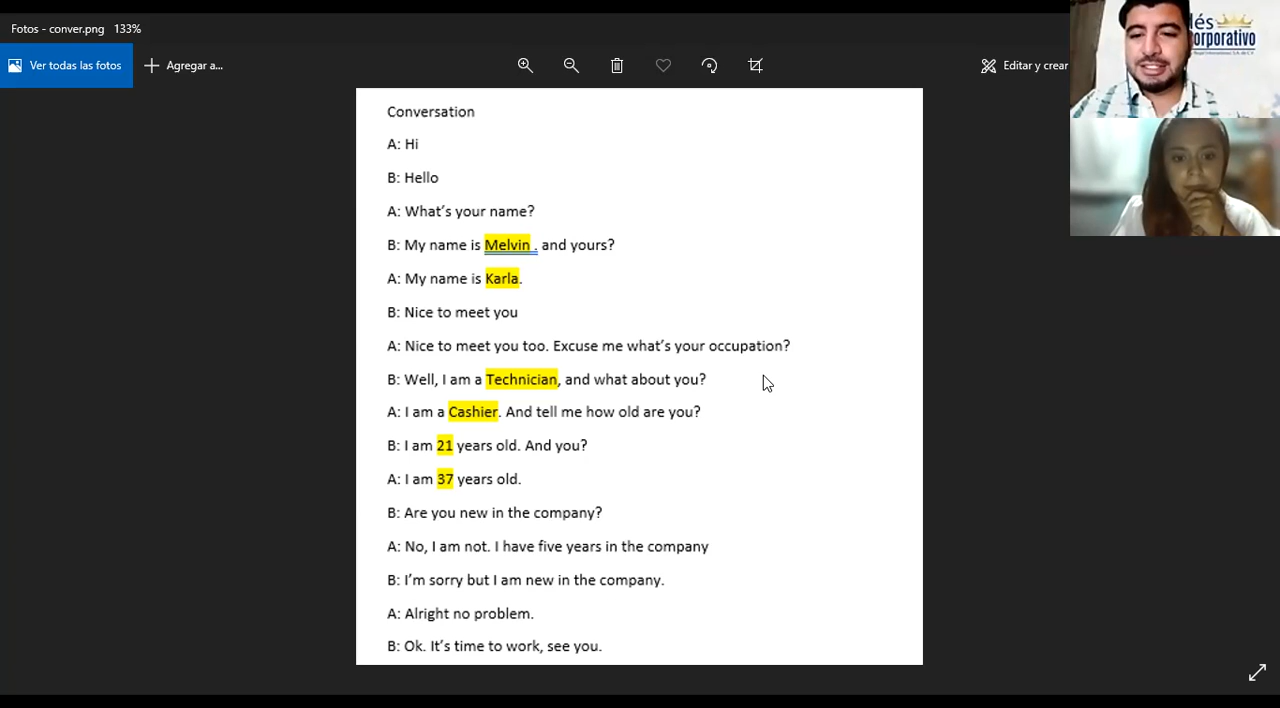 Fotos - conver.png 133%
Ver todas las fotos
Agregar a...
Editar y crear
lés
orporativo
Conversation
A: Hi
B: Hello
A: What's your name?
B: My name is Melvin . and yours?
A: My name is Karla.
B: Nice to meet you
A: Nice to meet you too. Excuse me what's your occupation?
B: Well, I am a Technician, and what about you?
A: I am a Cashier. And tell me how old are you?
B: I am 21 years old. And you?
A: I am 37 years old.
B: Are you new in the company?
A: No, I am not. I have five years in the company
B: I'm sorry but I am new in the company.
A: Alright no problem.
B: Ok. It's time to work, see you.